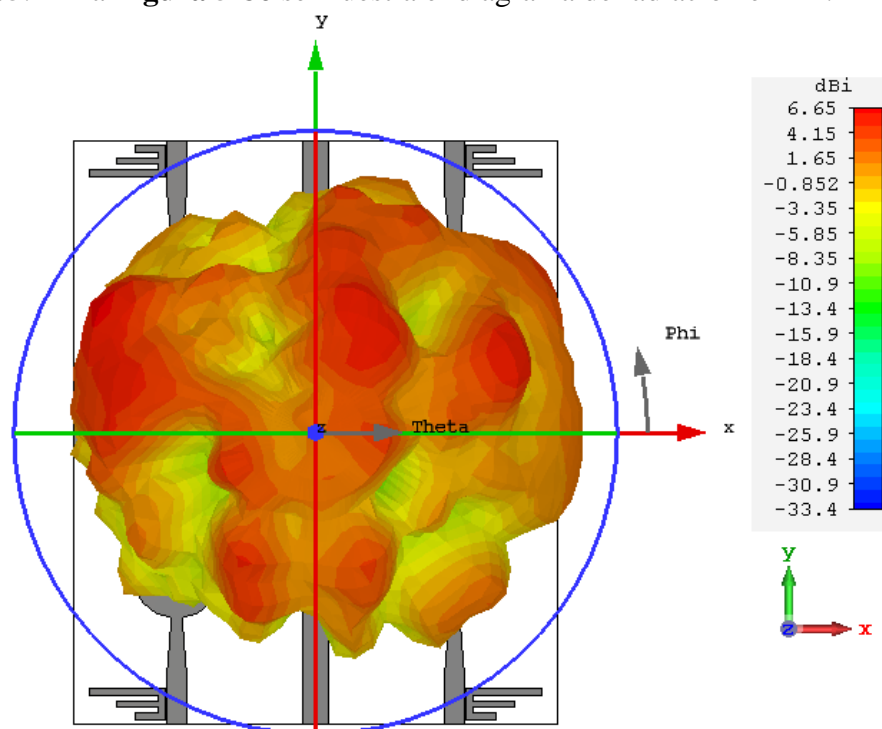 y
dBi
6.65
4.15
1.65
-0.852
-3.35
-5.85
-8.35
-10.9
-13.4
-15.9
-18.4
-20.9
-23.4
-25.9
-28.4
-30.9
-33.4
Phi
z
Theta
x
y
z
x